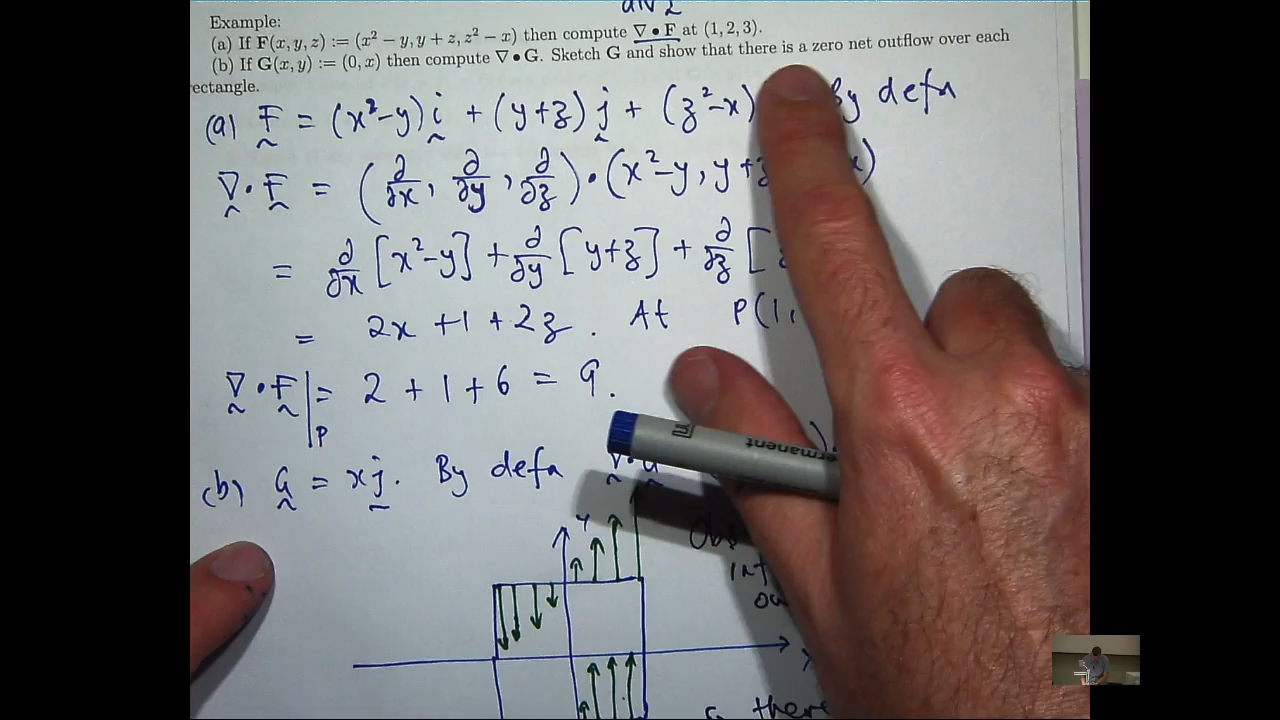 div 2
Example:
(a) If F(x, y, z) := (x² − y, y + z, z² − x) then compute ∇ • F at (1, 2, 3).
(b) If G(x, y) := (0, x) then compute ∇ • G. Sketch G and show that there is a zero net outflow over each
rectangle.
(a) F = (x²-y) i + (y+z) j + (z²-x) By defn
∇ · F = (∂/∂x, ∂/∂y, ∂/∂z) • (x²-y, y+z x)
= ∂/∂x [x²-y] + ∂/∂y [y+z] + ∂/∂z [
= 2x + 1 + 2z . At P(1,
∇ • F |P = 2 + 1 + 6 = 9.
(b) G = x j. By defn ∇ • G ).
y
x
there
permanent